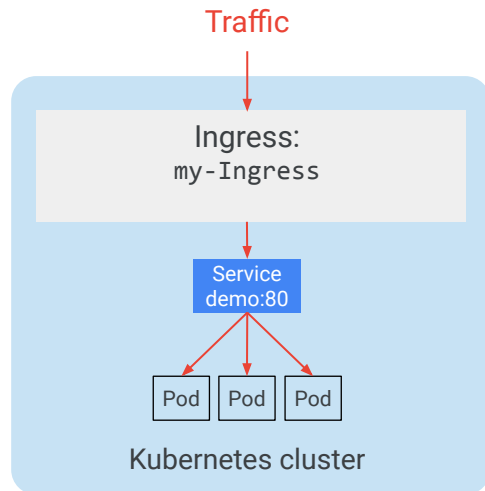 Traffic
Ingress:
my-Ingress
Service
demo:80
Pod Pod Pod
Kubernetes cluster